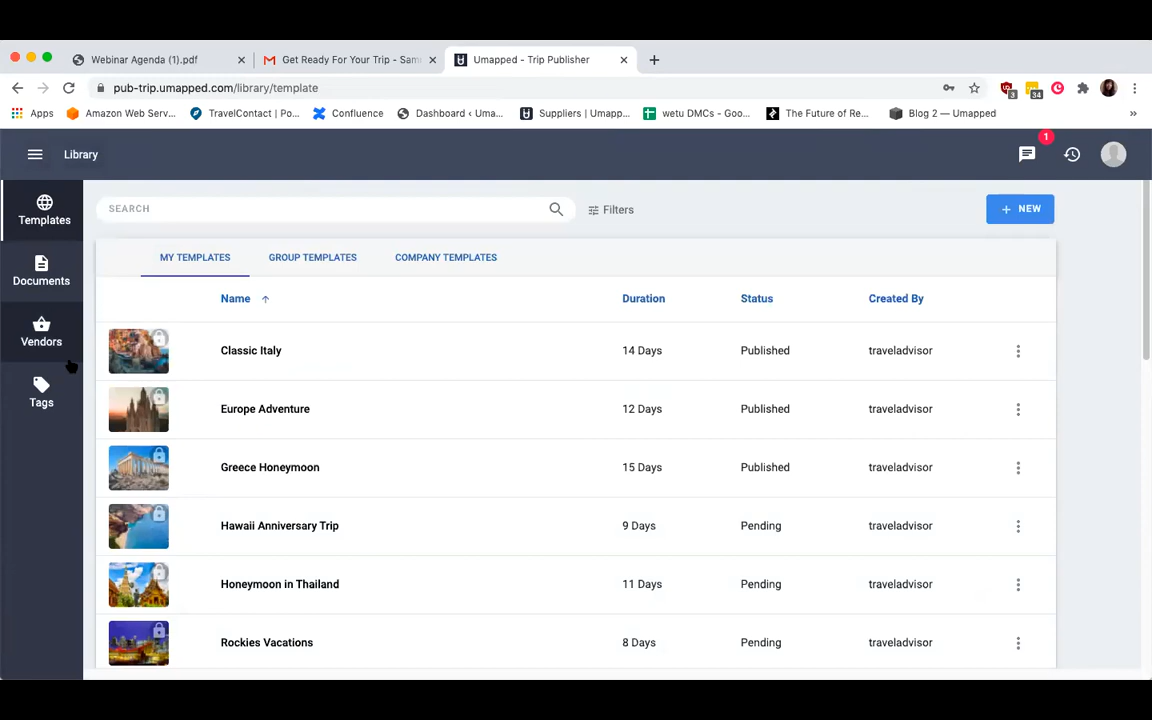 Webinar Agenda (1).pdf
Get Ready For Your Trip - Sam
Umapped - Trip Publisher
pub-trip.umapped.com/library/template
3
34
Apps
Amazon Web Serv...
TravelContact | Po...
Confluence
Dashboard ‹ Uma...
Suppliers | Umapp...
wetu DMCs - Goo...
The Future of Re...
Blog 2 — Umapped
»
Library
1
Templates
Documents
Vendors
Tags
SEARCH
Filters
+ NEW
MY TEMPLATES
GROUP TEMPLATES
COMPANY TEMPLATES
Name ↑
Duration
Status
Created By
Classic Italy
14 Days
Published
traveladvisor
Europe Adventure
12 Days
Published
traveladvisor
Greece Honeymoon
15 Days
Published
traveladvisor
Hawaii Anniversary Trip
9 Days
Pending
traveladvisor
Honeymoon in Thailand
11 Days
Pending
traveladvisor
Rockies Vacations
8 Days
Pending
traveladvisor